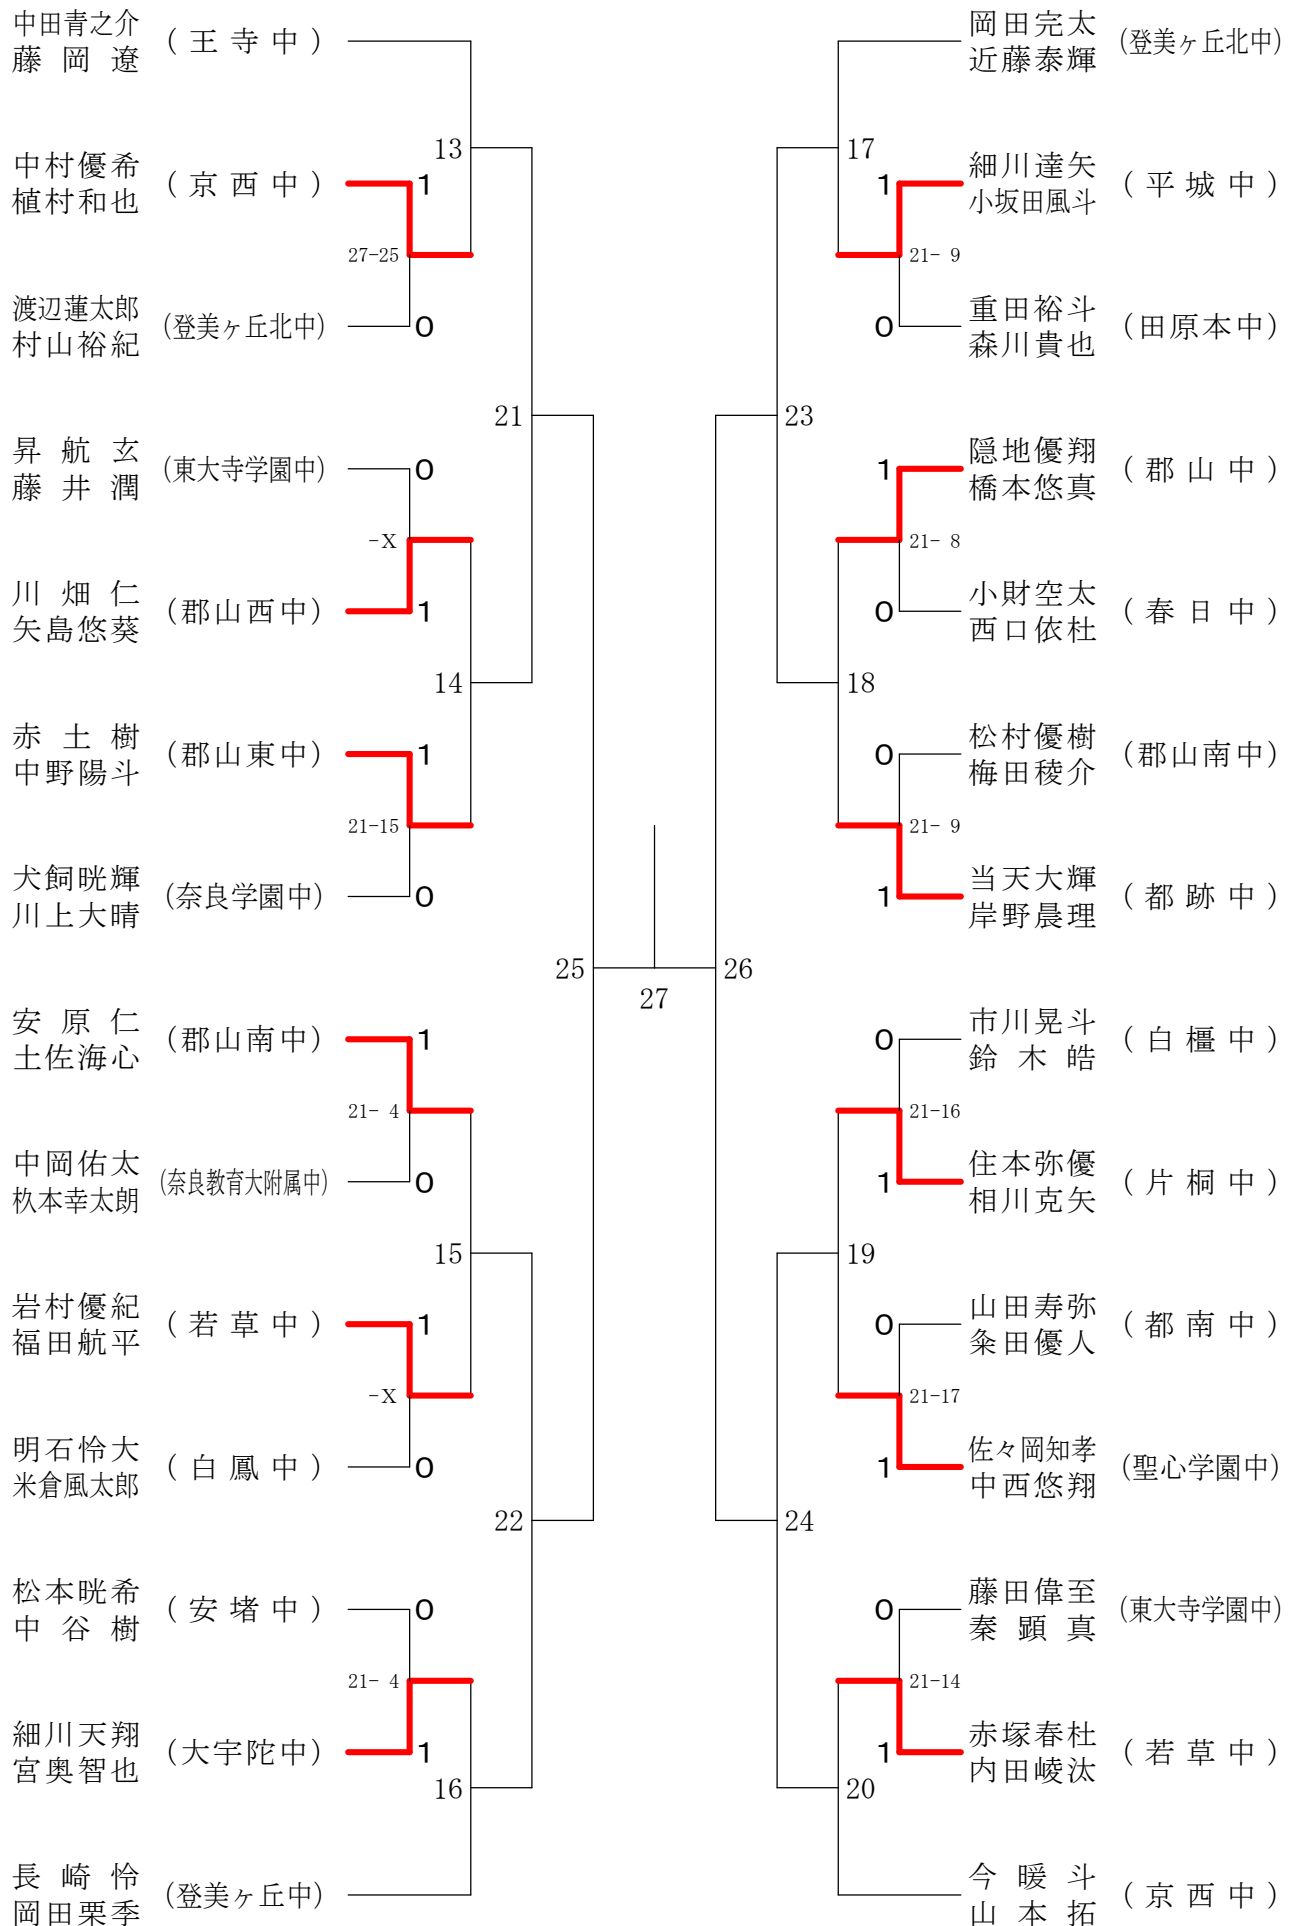 中田青之介
藤岡遼
(王寺中)
中村優希
植村和也
(京西中)
1
27-25
13
渡辺蓮太郎
村山裕紀
(登美ヶ丘北中)
0
21
昇航玄
藤井潤
(東大寺学園中)
0
-X
川畑仁
矢島悠葵
(郡山西中)
1
14
赤土樹
中野陽斗
(郡山東中)
1
21-15
犬飼晄輝
川上大晴
(奈良学園中)
0
25
安原仁
土佐海心
(郡山南中)
1
21- 4
中岡佑太
杦本幸太朗
(奈良教育大附属中)
0
15
岩村優紀
福田航平
(若草中)
1
-X
明石怜大
米倉風太郎
(白鳳中)
0
22
松本晄希
中谷樹
(安堵中)
0
21- 4
細川天翔
宮奥智也
(大宇陀中)
1
16
長崎怜
岡田栗季
(登美ヶ丘中)
27
岡田完太
近藤泰輝
(登美ヶ丘北中)
17
細川達矢
小坂田風斗
(平城中)
1
21- 9
重田裕斗
森川貴也
(田原本中)
0
23
隠地優翔
橋本悠真
(郡山中)
1
21- 8
小財空太
西口依杜
(春日中)
0
18
松村優樹
梅田稜介
(郡山南中)
0
21- 9
当天大輝
岸野晨理
(都跡中)
1
26
市川晃斗
鈴木皓
(白橿中)
0
21-16
住本弥優
相川克矢
(片桐中)
1
19
山田寿弥
粂田優人
(都南中)
0
21-17
佐々岡知孝
中西悠翔
(聖心学園中)
1
24
藤田偉至
秦顕真
(東大寺学園中)
0
21-14
赤塚春杜
内田崚汰
(若草中)
1
20
今暖斗
山本拓
(京西中)